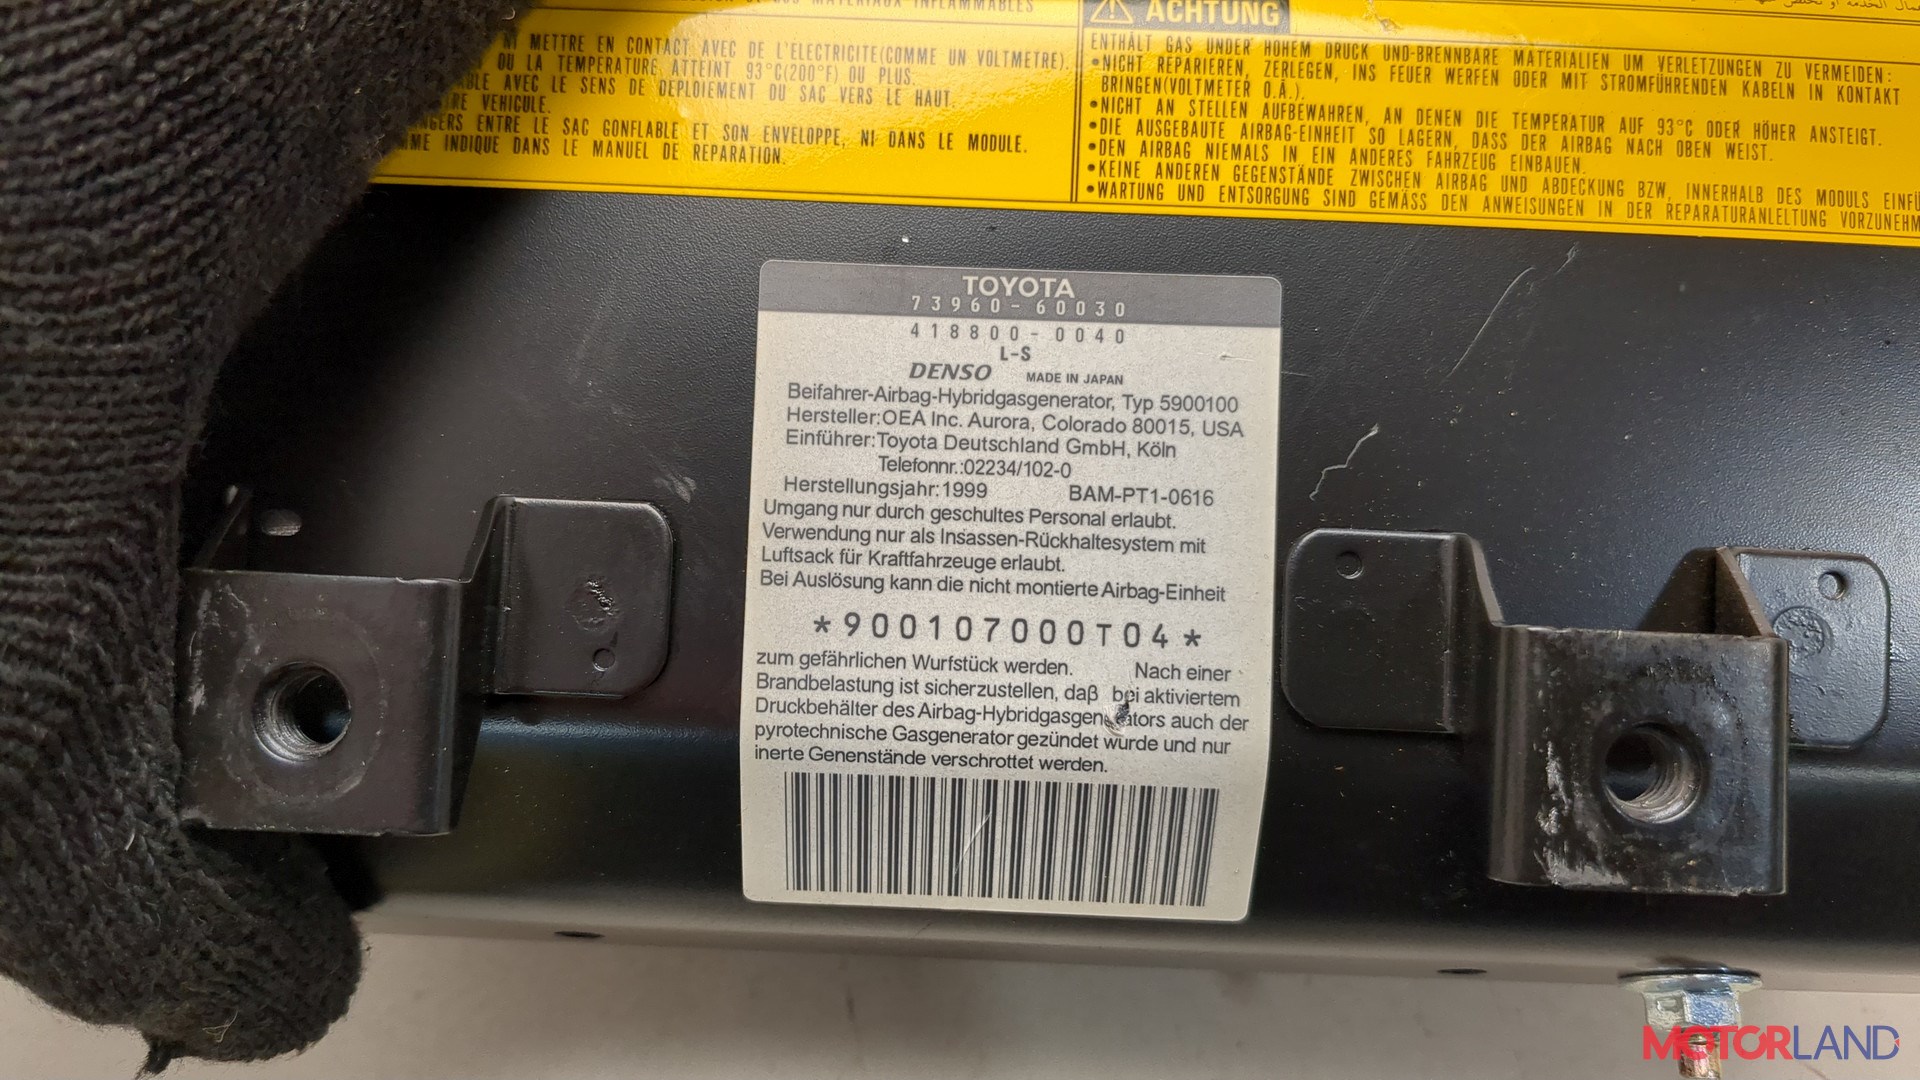 MATERIAUX INFLAMMABLES
NI METTRE EN CONTACT AVEC DE L'ELECTRICITE(COMME UN VOLTMETRE).
OU LA TEMPERATURE ATTEINT 93°C(200°F) OU PLUS.
AVEC LE SENS DE DEPLOIEMENT DU SAC VERS LE HAUT.
VEHICULE.
ENTRE LE SAC GONFLABLE ET SON ENVELOPPE, NI DANS LE MODULE.
INDIQUE DANS LE MANUEL DE REPARATION.
ACHTUNG
ENTHÄLT GAS UNDER HOHEM DRUCK UND-BRENNBARE MATERIALIEN UM VERLETZUNGEN ZU VERMEIDEN:
•NICHT REPARIEREN, ZERLEGEN, INS FEUER WERFEN ODER MIT STROMFÜHRENDEN KABELN IN KONTAKT
BRINGEN(VOLTMETER O.Ä.).
•NICHT AN STELLEN AUFBEWAHREN, AN DENEN DIE TEMPERATUR AUF 93°C ODER HÖHER ANSTEIGT.
•DIE AUSGEBAUTE AIRBAG-EINHEIT SO LAGERN, DASS DER AIRBAG NACH OBEN WEIST.
•DEN AIRBAG NIEMALS IN EIN ANDERES FAHRZEUG EINBAUEN.
•KEINE ANDEREN GEGENSTÄNDE ZWISCHEN AIRBAG UND ABDECKUNG BZW, INNERHALB DES MODULS
•WARTUNG UND ENTSORGUNG SIND GEMÄSS DEN ANWEISUNGEN IN DER REPARATURANLELTUNG
TOYOTA
73960-60030
418800-0040
L-S
DENSO MADE IN JAPAN
Beifahrer-Airbag-Hybridgasgenerator, Typ 5900100
Hersteller:OEA Inc. Aurora, Colorado 80015, USA
Einführer:Toyota Deutschland GmbH, Köln
Telefonnr.:02234/102-0
Herstellungsjahr:1999 BAM-PT1-0616
Umgang nur durch geschultes Personal erlaubt.
Verwendung nur als Insassen-Rückhaltesystem mit
Luftsack für Kraftfahrzeuge erlaubt.
Bei Auslösung kann die nicht montierte Airbag-Einheit
*900107000T04*
zum gefährlichen Wurfstück werden. Nach einer
Brandbelastung ist sicherzustellen, daß bei aktiviertem
Druckbehälter des Airbag-Hybridgasgenerators auch der
pyrotechnische Gasgenerator gezündet wurde und nur
inerte Genenstände verschrottet werden.
MOTORLAND